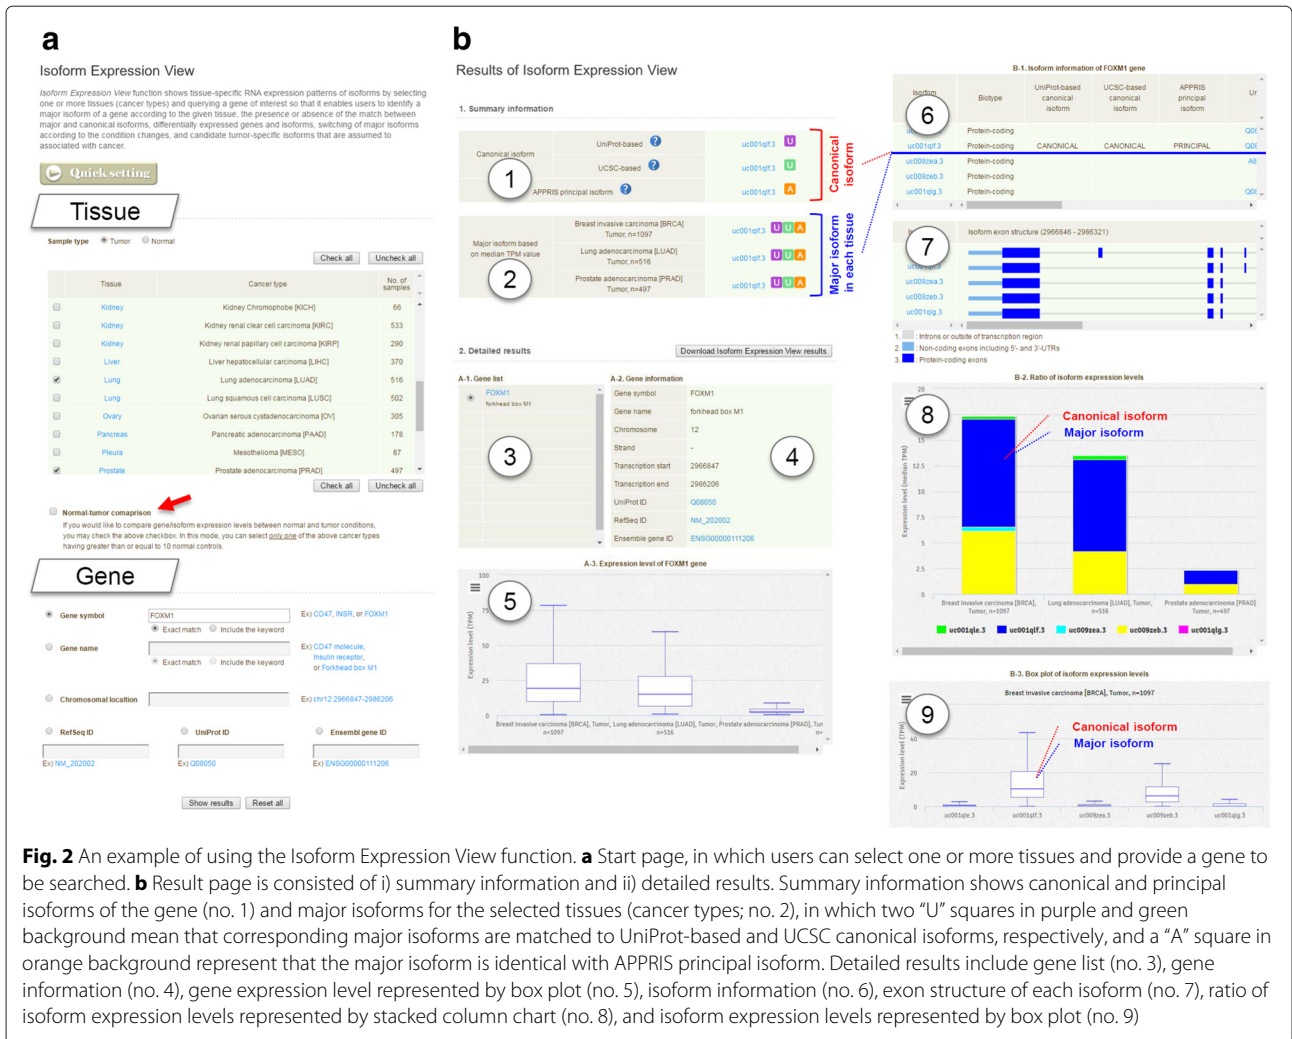 a
Isoform Expression View
Isoform Expression View function shows tissue-specific RNA expression patterns of isoforms by selecting
one or more tissues (cancer types) and querying a gene of interest so that it enables users to identify a
major isoform of a gene according to the given tissue, the presence or absence of the match between
major and canonical isoforms, differentially expressed genes and isoforms, switching of major isoforms
according to the condition changes, and candidate tumor-specific isoforms that are assumed to
associated with cancer.
Quick setting
Tissue
Sample type Tumor Normal
Check all Uncheck all
Tissue Cancer type No. of samples
Kidney Kidney Chromophobe [KICH] 66
Kidney Kidney renal clear cell carcinoma [KIRC] 533
Kidney Kidney renal papillary cell carcinoma [KIRP] 290
Liver Liver hepatocellular carcinoma [LIHC] 370
Lung Lung adenocarcinoma [LUAD] 516
Lung Lung squamous cell carcinoma [LUSC] 502
Ovary Ovarian serous cystadenocarcinoma [OV] 305
Pancreas Pancreatic adenocarcinoma [PAAD] 178
Pleura Mesothelioma [MESO] 87
Prostate Prostate adenocarcinoma [PRAD] 497
Check all Uncheck all
Normal-tumor comaprison
If you would like to compare gene/isoform expression levels between normal and tumor conditions,
you may check the above checkbox. In this mode, you can select only one of the above cancer types
having greater than or equal to 10 normal controls.
Gene
Gene symbol FOXM1 Ex) CD47, INSR, or FOXM1
Exact match Include the keyword
Gene name Ex) CD47 molecule,
Insulin receptor,
Exact match Include the keyword or Forkhead box M1
Chromosomal localtion Ex) chr12:2966847-2986206
RefSeq ID UniProt ID Ensembl gene ID
Ex) NM_202002 Ex) Q08050 Ex) ENSG00000111206
Show results Reset all
b
Results of Isoform Expression View
1. Summary information
Canonical isoform
1
UniProt-based ? uc001qlf.3 U
UCSC-based ? uc001qlf.3 U
APPRIS principal isoform ? uc001qlf.3 A
Canonical isoform
Major isoform based
on median TPM value
2
Breast invasive carcinoma [BRCA]
Tumor, n=1097 uc001qlf.3 U U A
Lung adenocarcinoma [LUAD]
Tumor, n=516 uc001qlf.3 U U A
Prostate adenocarcinoma [PRAD]
Tumor, n=497 uc001qlf.3 U U A
Major isoform in each tissue
2. Detailed results Download Isoform Expression View results
A-1. Gene list
FOXM1
forkhead box M1
3
A-2. Gene information
Gene symbol FOXM1
Gene name forkhead box M1
Chromosome 12
Strand -
Transcription start 2966847
Transcription end 2986206
UniProt ID Q08050
RefSeq ID NM_202002
Ensemble gene ID ENSG00000111206
4
A-3. Expression level of FOXM1 gene
5
Expression level (TPM)
100
75
50
25
0
Breast invasive carcinoma [BRCA], Tumor, n=1097
Lung adenocarcinoma [LUAD], Tumor, n=516
Prostate adenocarcinoma [PRAD], Tumor, n=
B-1. Isoform information of FOXM1 gene
6
Isoform Biotype UniProt-based canonical isoform UCSC-based canonical isoform APPRIS principal isoform
Protein-coding
uc001qlf.3 Protein-coding CANONICAL CANONICAL PRINCIPAL
uc009zea.3 Protein-coding
uc009zeb.3 Protein-coding
uc001qlg.3 Protein-coding
7
Isoform exon structure (2966846 - 2986321)
uc001qlf.3
uc009zea.3
uc009zeb.3
uc001qlg.3
1. : Introns or outsite of transcription region
2. : Non-coding exons including 5'- and 3'-UTRs
3. : Protein-coding exons
B-2. Ratio of isoform expression levels
8
Canonical isoform
Major isoform
Expression level (median TPM)
20
15
12.5
10
7.5
5
2.5
0
Breast invasive carcinoma [BRCA], Tumor, n=1097
Lung adenocarcinoma [LUAD], Tumor, n=516
Prostate adenocarcinoma [PRAD] Tumor, n=497
uc001qle.3 uc001qlf.3 uc009zea.3 uc009zeb.3 uc001qlg.3
B-3. Box plot of isoform expression levels
Breast invasive carcinoma [BRCA], Tumor, n=1097
9
Canonical isoform
Major isoform
Expression level (TPM)
40
20
0
uc001qle.3 uc001qlf.3 uc009zea.3 uc009zeb.3 uc001qlg.3
Fig. 2 An example of using the Isoform Expression View function. a Start page, in which users can select one or more tissues and provide a gene to
be searched. b Result page is consisted of i) summary information and ii) detailed results. Summary information shows canonical and principal
isoforms of the gene (no. 1) and major isoforms for the selected tissues (cancer types; no. 2), in which two “U” squares in purple and green
background mean that corresponding major isoforms are matched to UniProt-based and UCSC canonical isoforms, respectively, and a “A” square in
orange background represent that the major isoform is identical with APPRIS principal isoform. Detailed results include gene list (no. 3), gene
information (no. 4), gene expression level represented by box plot (no. 5), isoform information (no. 6), exon structure of each isoform (no. 7), ratio of
isoform expression levels represented by stacked column chart (no. 8), and isoform expression levels represented by box plot (no. 9)